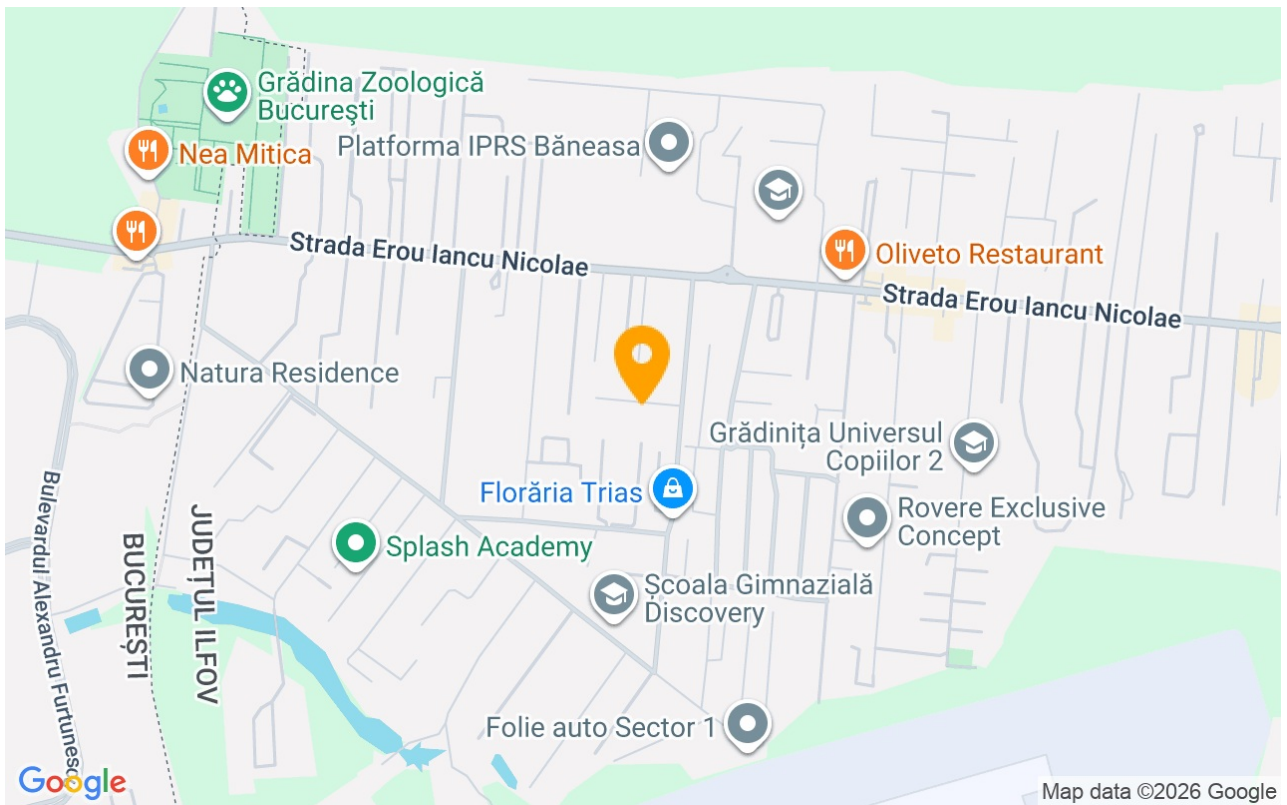 Grădina Zoologică
București
Nea Mitica
Platforma IPRS Băneasa
Strada Erou Iancu Nicolae
Oliveto Restaurant
Strada Erou Iancu Nicolae
Natura Residence
Grădinița Universul
Copiilor 2
Florăria Trias
Rovere Exclusive
Concept
Splash Academy
Școala Gimnazială
Discovery
JUDEȚUL ILFOV
BUCUREȘTI
Bulevardul Alexandru Furtunesc
Folie auto Sector 1
Google
Map data ©2026 Google